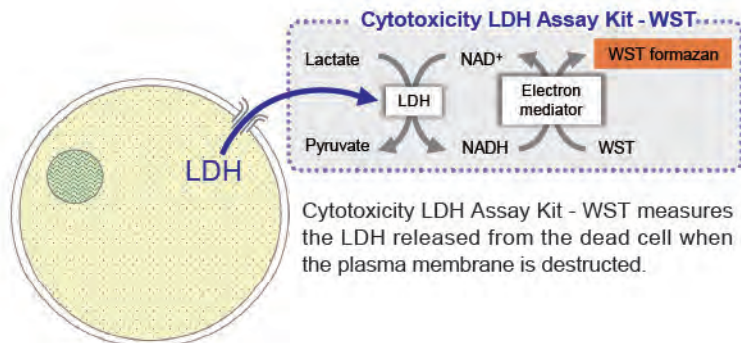 Cytotoxicity LDH Assay Kit - WST
Lactate
NAD⁺
WST formazan
LDH
Electron
mediator
Pyruvate
NADH
WST
LDH
Cytotoxicity LDH Assay Kit - WST measures
the LDH released from the dead cell when
the plasma membrane is destructed.